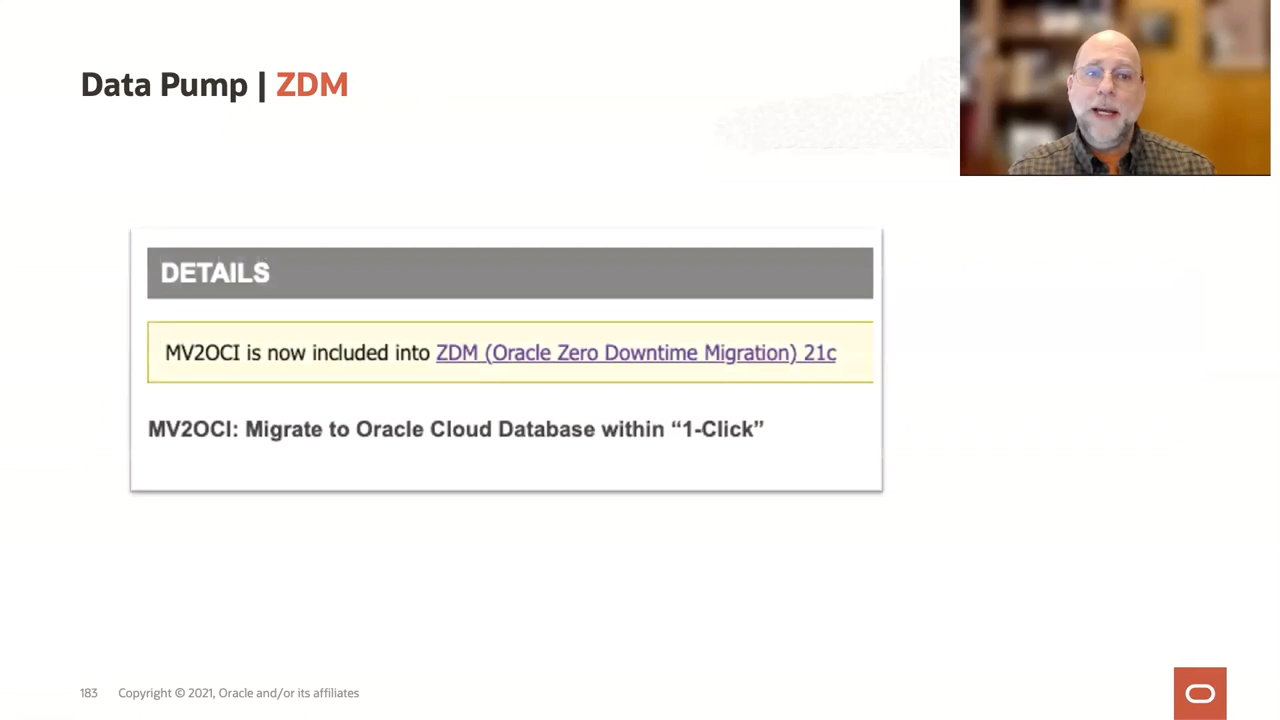 Data Pump | ZDM
DETAILS
MV2OCI is now included into ZDM (Oracle Zero Downtime Migration) 21c
MV2OCI: Migrate to Oracle Cloud Database within “1-Click”
183 Copyright © 2021, Oracle and/or its affiliates